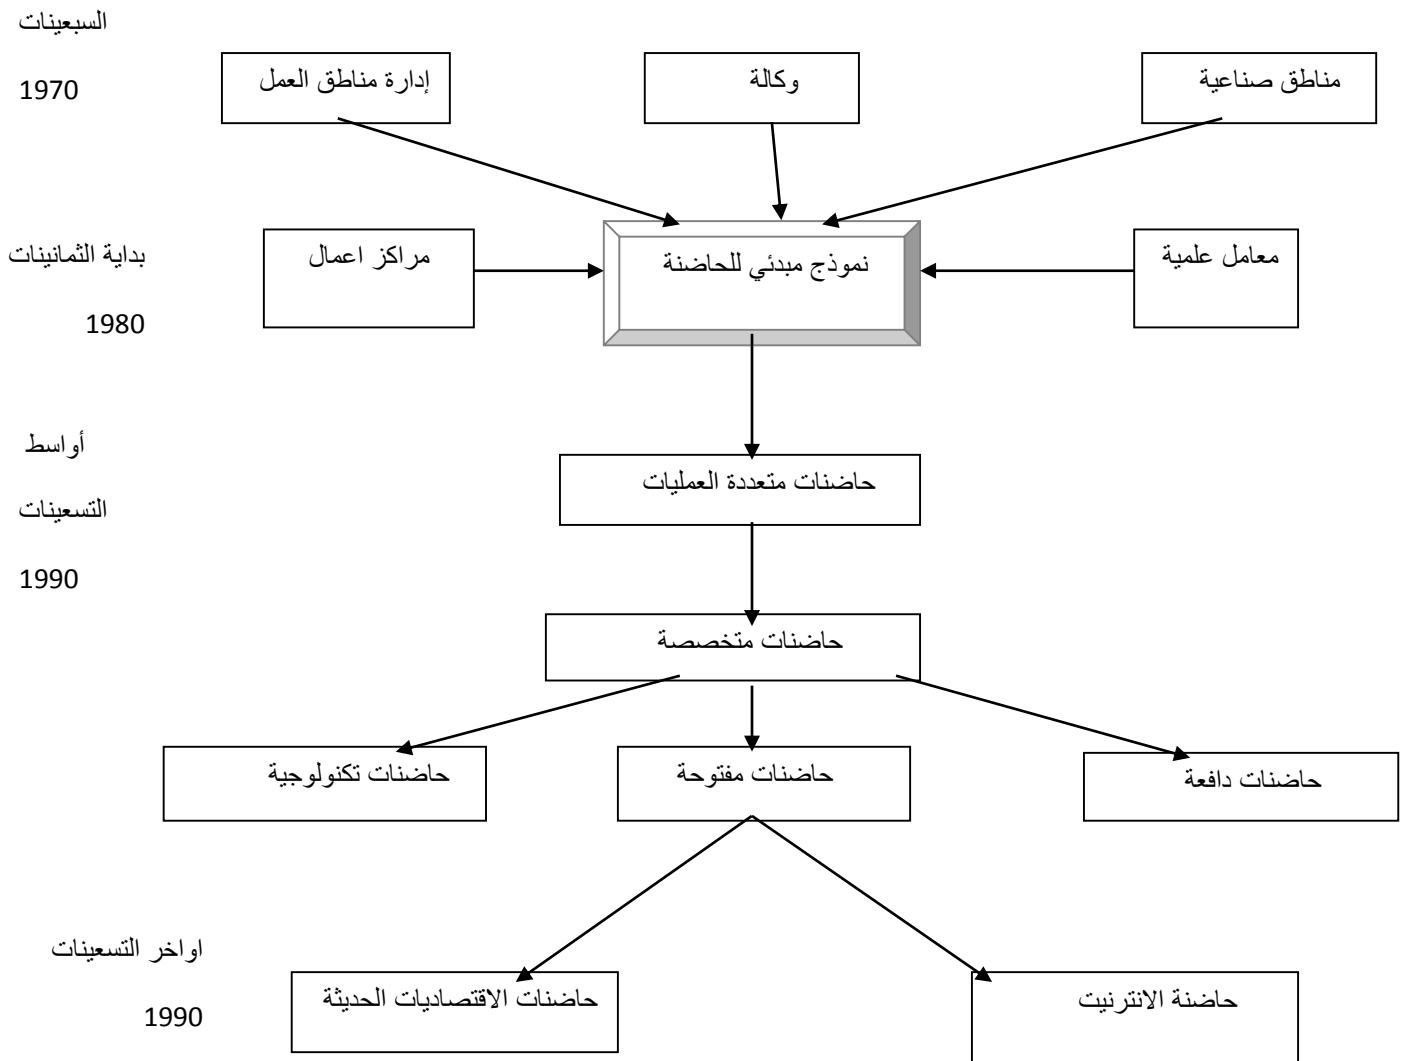 السبعينات
1970
مناطق صناعية
وكالة
إدارة مناطق العمل
بداية الثمانينات
1980
معامل علمية
نموذج مبدئي للحاضنة
مراكز اعمال
أواسط
التسعينات
1990
حاضنات متعددة العمليات
حاضنات متخصصة
حاضنات دافعة
حاضنات مفتوحة
حاضنات تكنولوجية
اواخر التسعينات
1990
حاضنة الانترنيت
حاضنات الاقتصاديات الحديثة